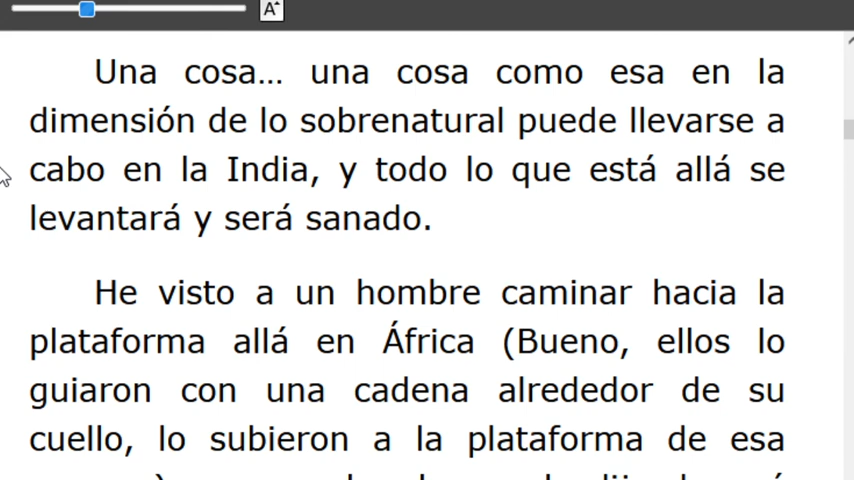 Una cosa… una cosa como esa en la
dimensión de lo sobrenatural puede llevarse a
cabo en la India, y todo lo que está allá se
levantará y será sanado.
He visto a un hombre caminar hacia la
plataforma allá en África (Bueno, ellos lo
guiaron con una cadena alrededor de su
cuello, lo subieron a la plataforma de esa